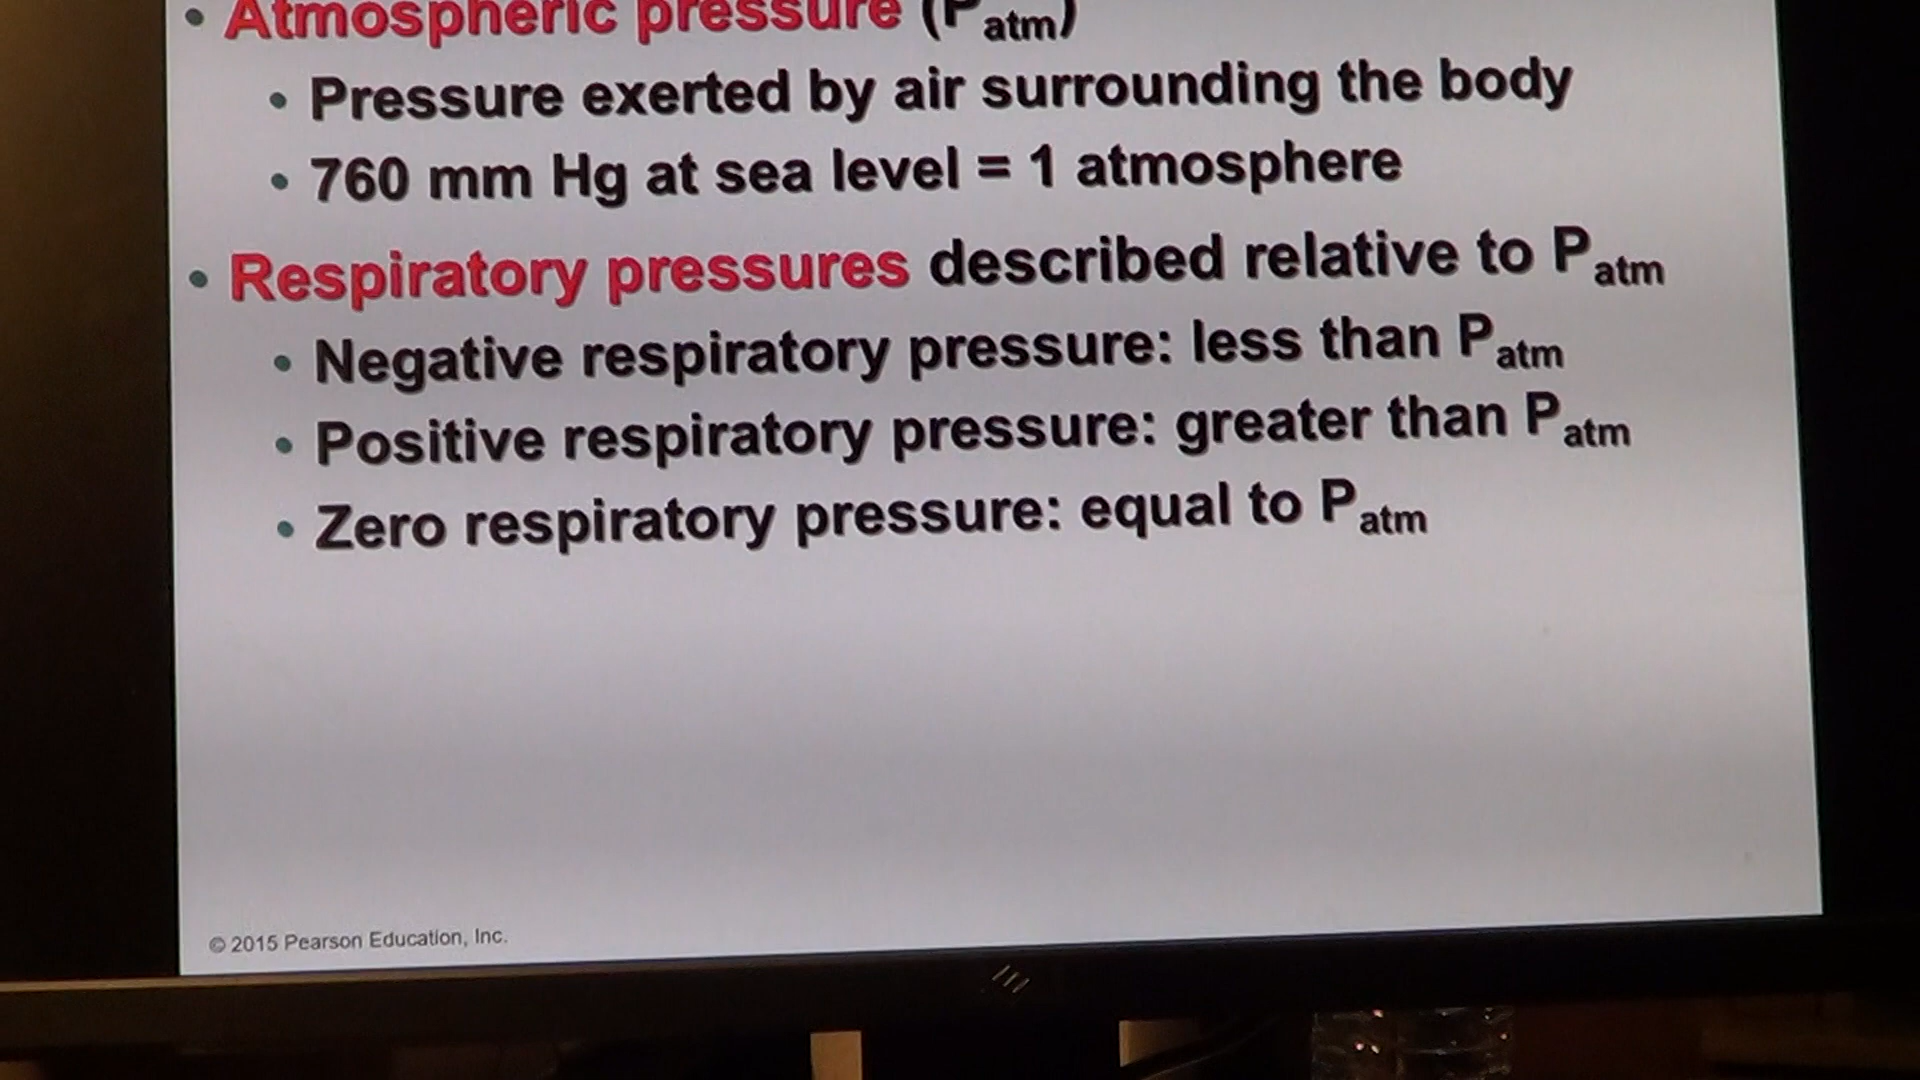 • Atmospheric pressure (Patm)
• Pressure exerted by air surrounding the body
• 760 mm Hg at sea level = 1 atmosphere
• Respiratory pressures described relative to Patm
• Negative respiratory pressure: less than Patm
• Positive respiratory pressure: greater than Patm
• Zero respiratory pressure: equal to Patm
© 2015 Pearson Education, Inc.